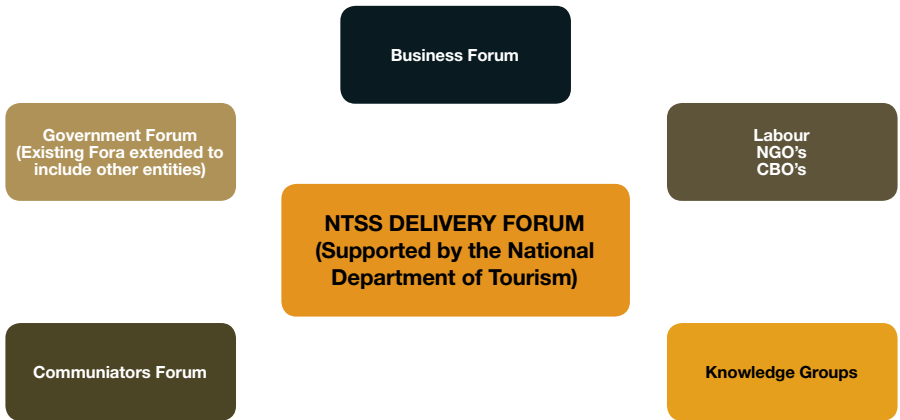 Business Forum
Government Forum
(Existing Fora extended to
include other entities)
Labour
NGO's
CBO's
NTSS DELIVERY FORUM
(Supported by the National
Department of Tourism)
Communiators Forum
Knowledge Groups